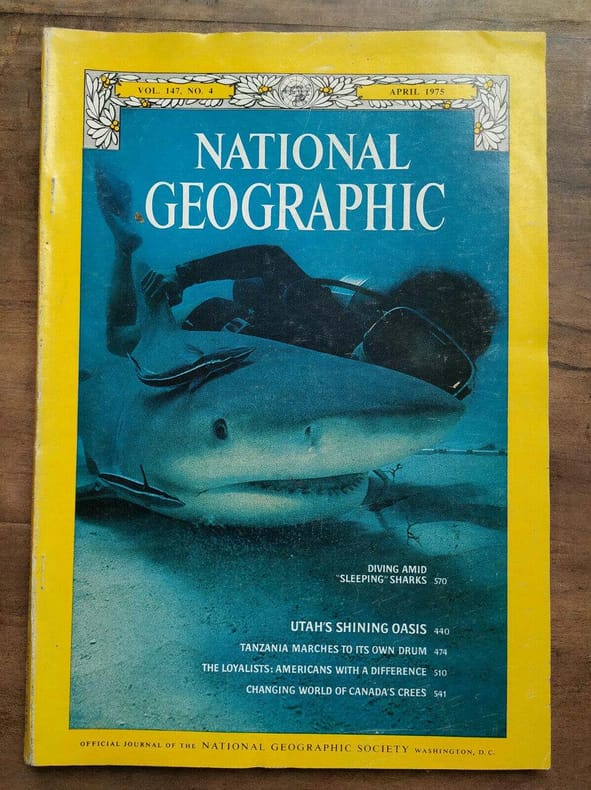 VOL. 147, NO. 4
APRIL 1975
NATIONAL
GEOGRAPHIC
DIVING AMID
"SLEEPING" SHARKS 570
UTAH'S SHINING OASIS 440
TANZANIA MARCHES TO ITS OWN DRUM 474
THE LOYALISTS: AMERICANS WITH A DIFFERENCE 510
CHANGING WORLD OF CANADA'S CREES 541
OFFICIAL JOURNAL OF THE NATIONAL GEOGRAPHIC SOCIETY WASHINGTON, D.C.